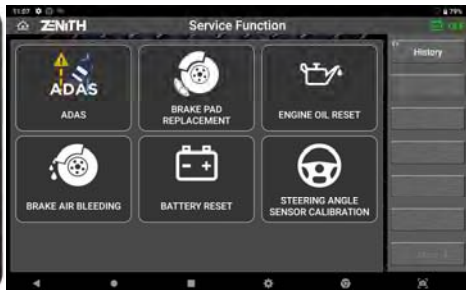 11:07
79%
ZENITH
Service Function
History
ADAS
ADAS
BRAKE PAD
REPLACEMENT
ENGINE OIL RESET
BRAKE AIR BLEEDING
BATTERY RESET
STEERING ANGLE
SENSOR CALIBRATION